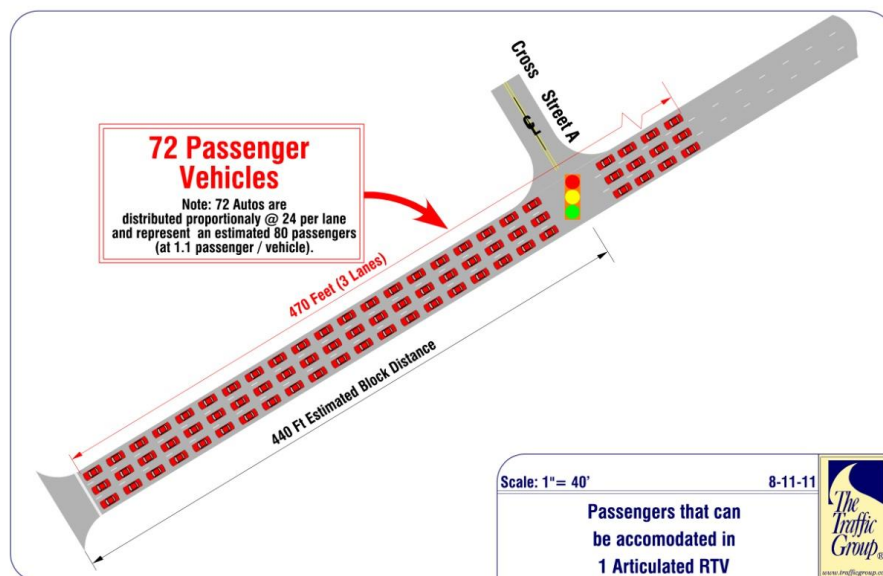 Cross
Street A
72 Passenger
Vehicles
Note: 72 Autos are
distributed proportionaly @ 24 per lane
and represent an estimated 80 passengers
(at 1.1 passenger / vehicle).
470 Feet (3 Lanes)
440 Ft Estimated Block Distance
Scale: 1"= 40'
8-11-11
Passengers that can
be accomodated in
1 Articulated RTV
The
Traffic
Group®